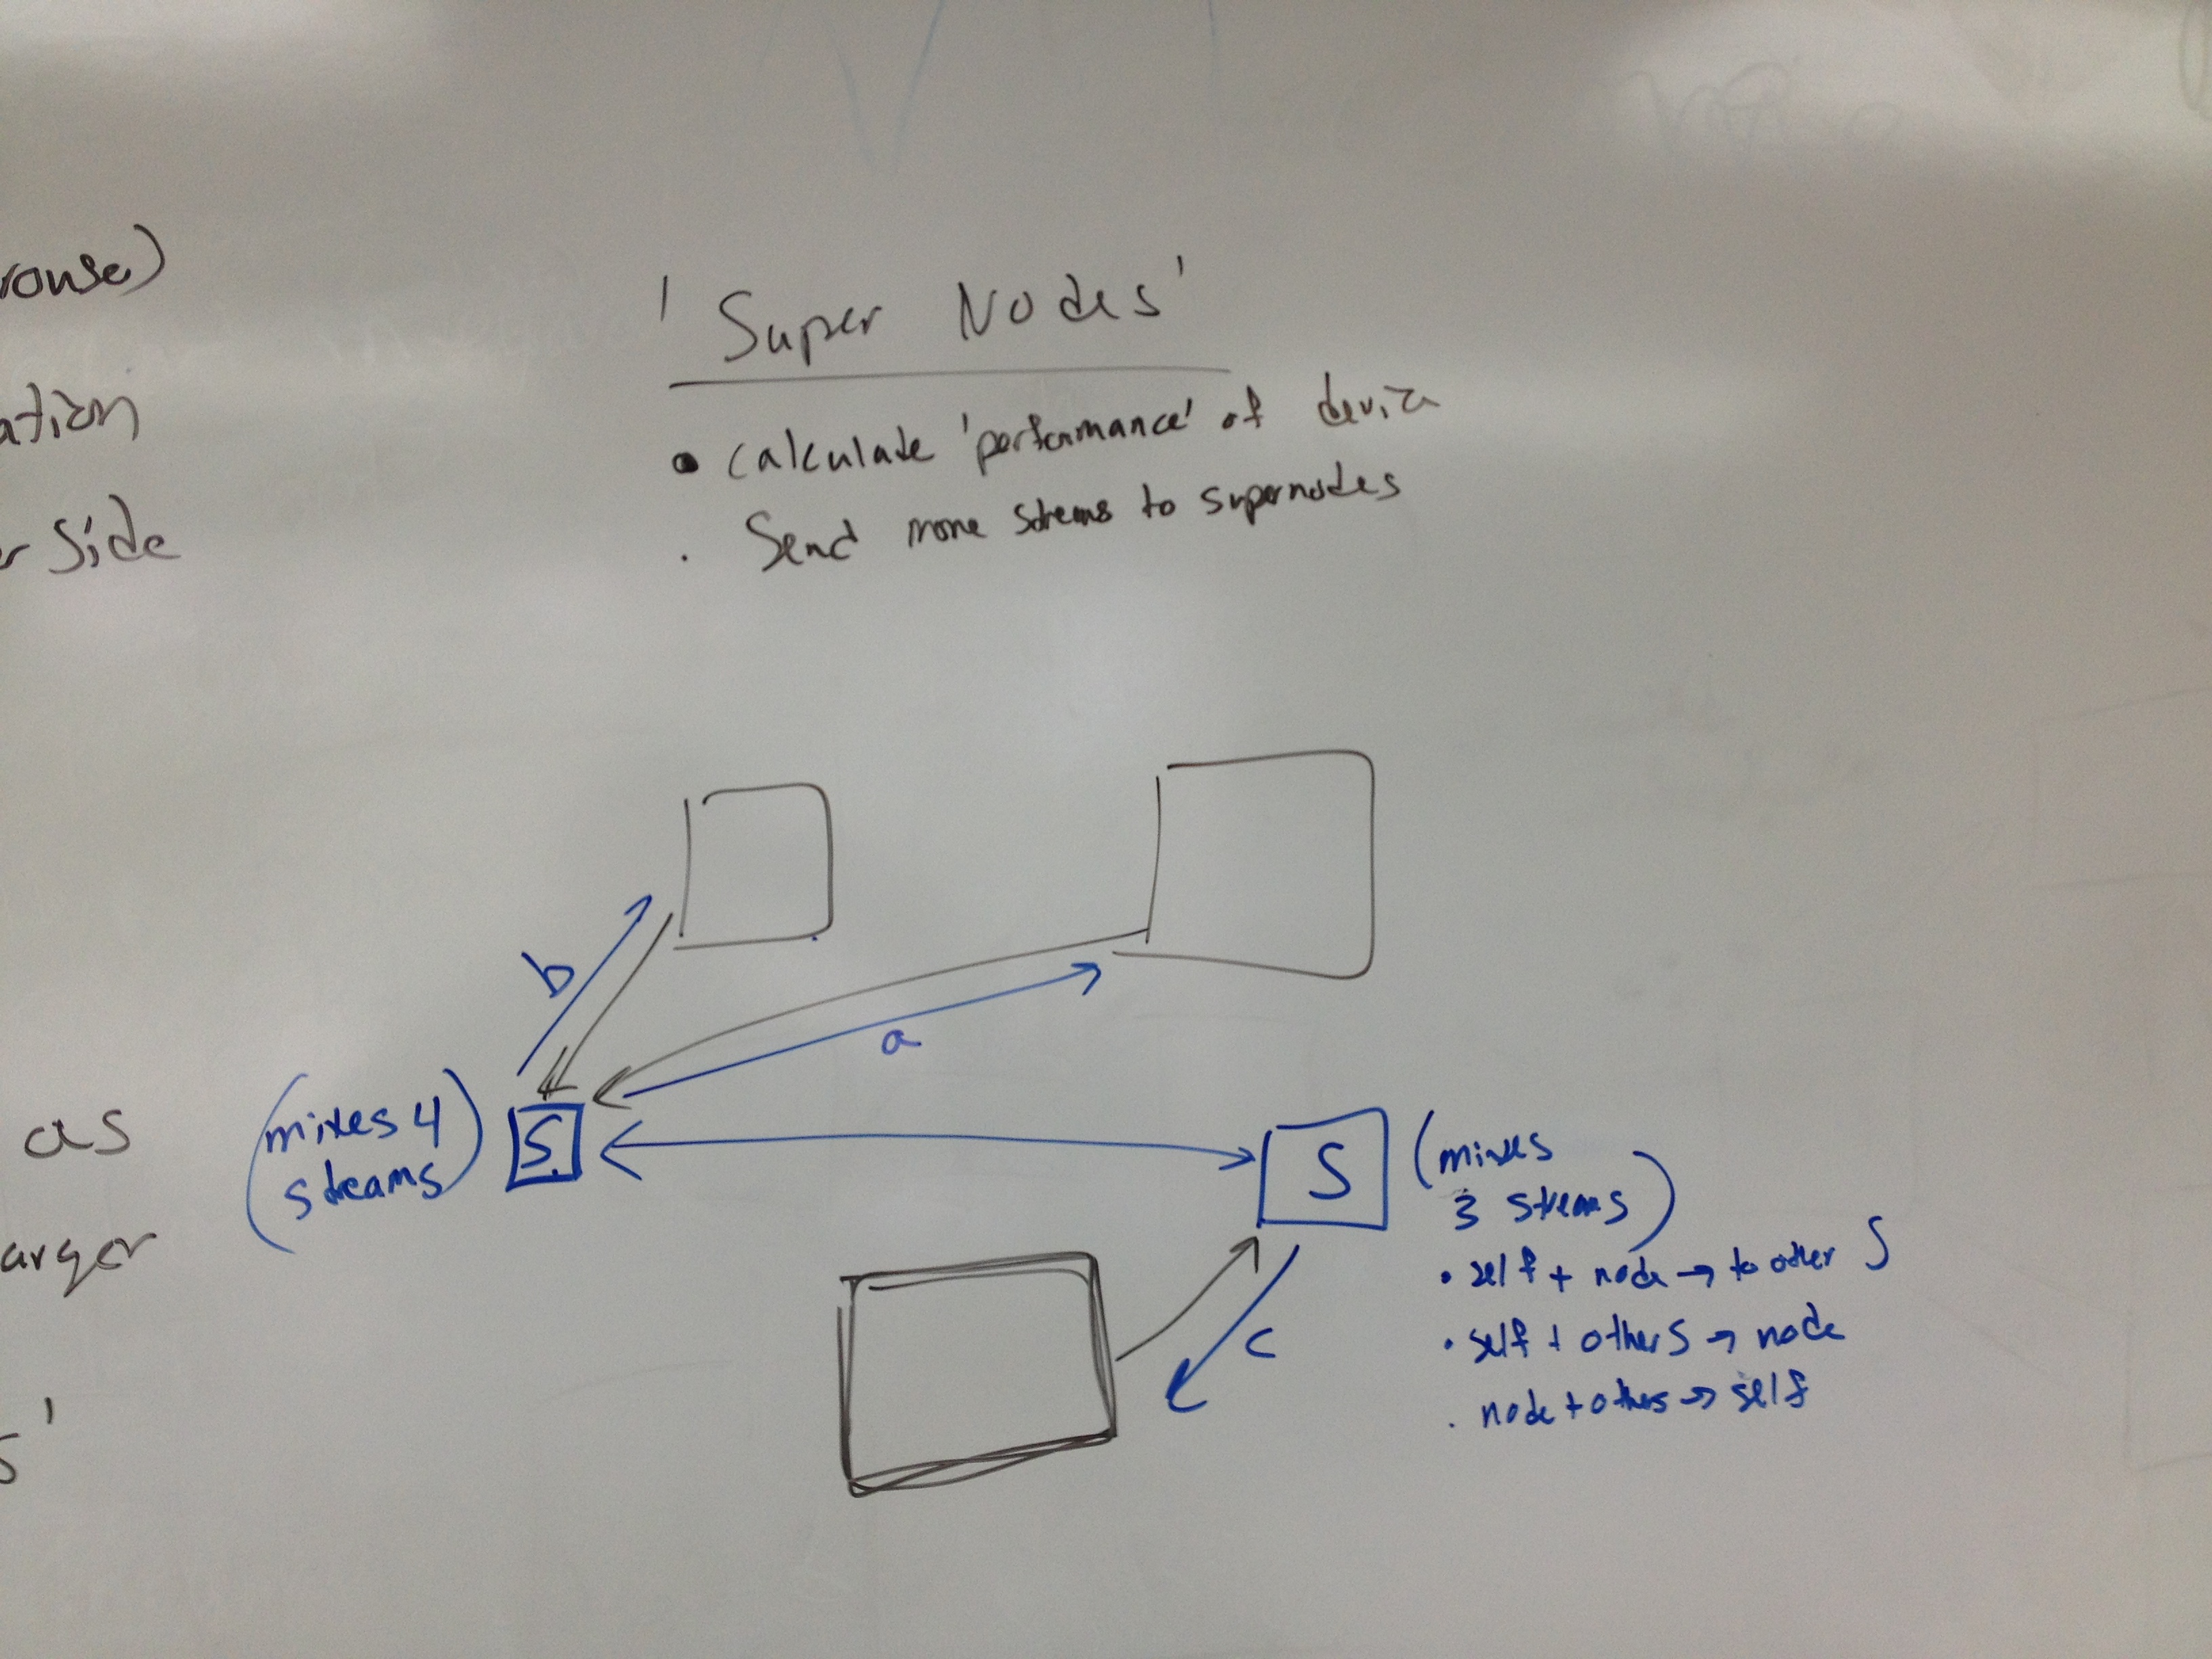 'Super Nodes'
• calculate 'performance' of device
· Send more streams to supernodes
ation
r side
b
a
as
(mixes 4
streams)
S
S
(mixes
3 streams)
• self + node → to other S
• self + others → node
· node + others → self
c
arger
s'